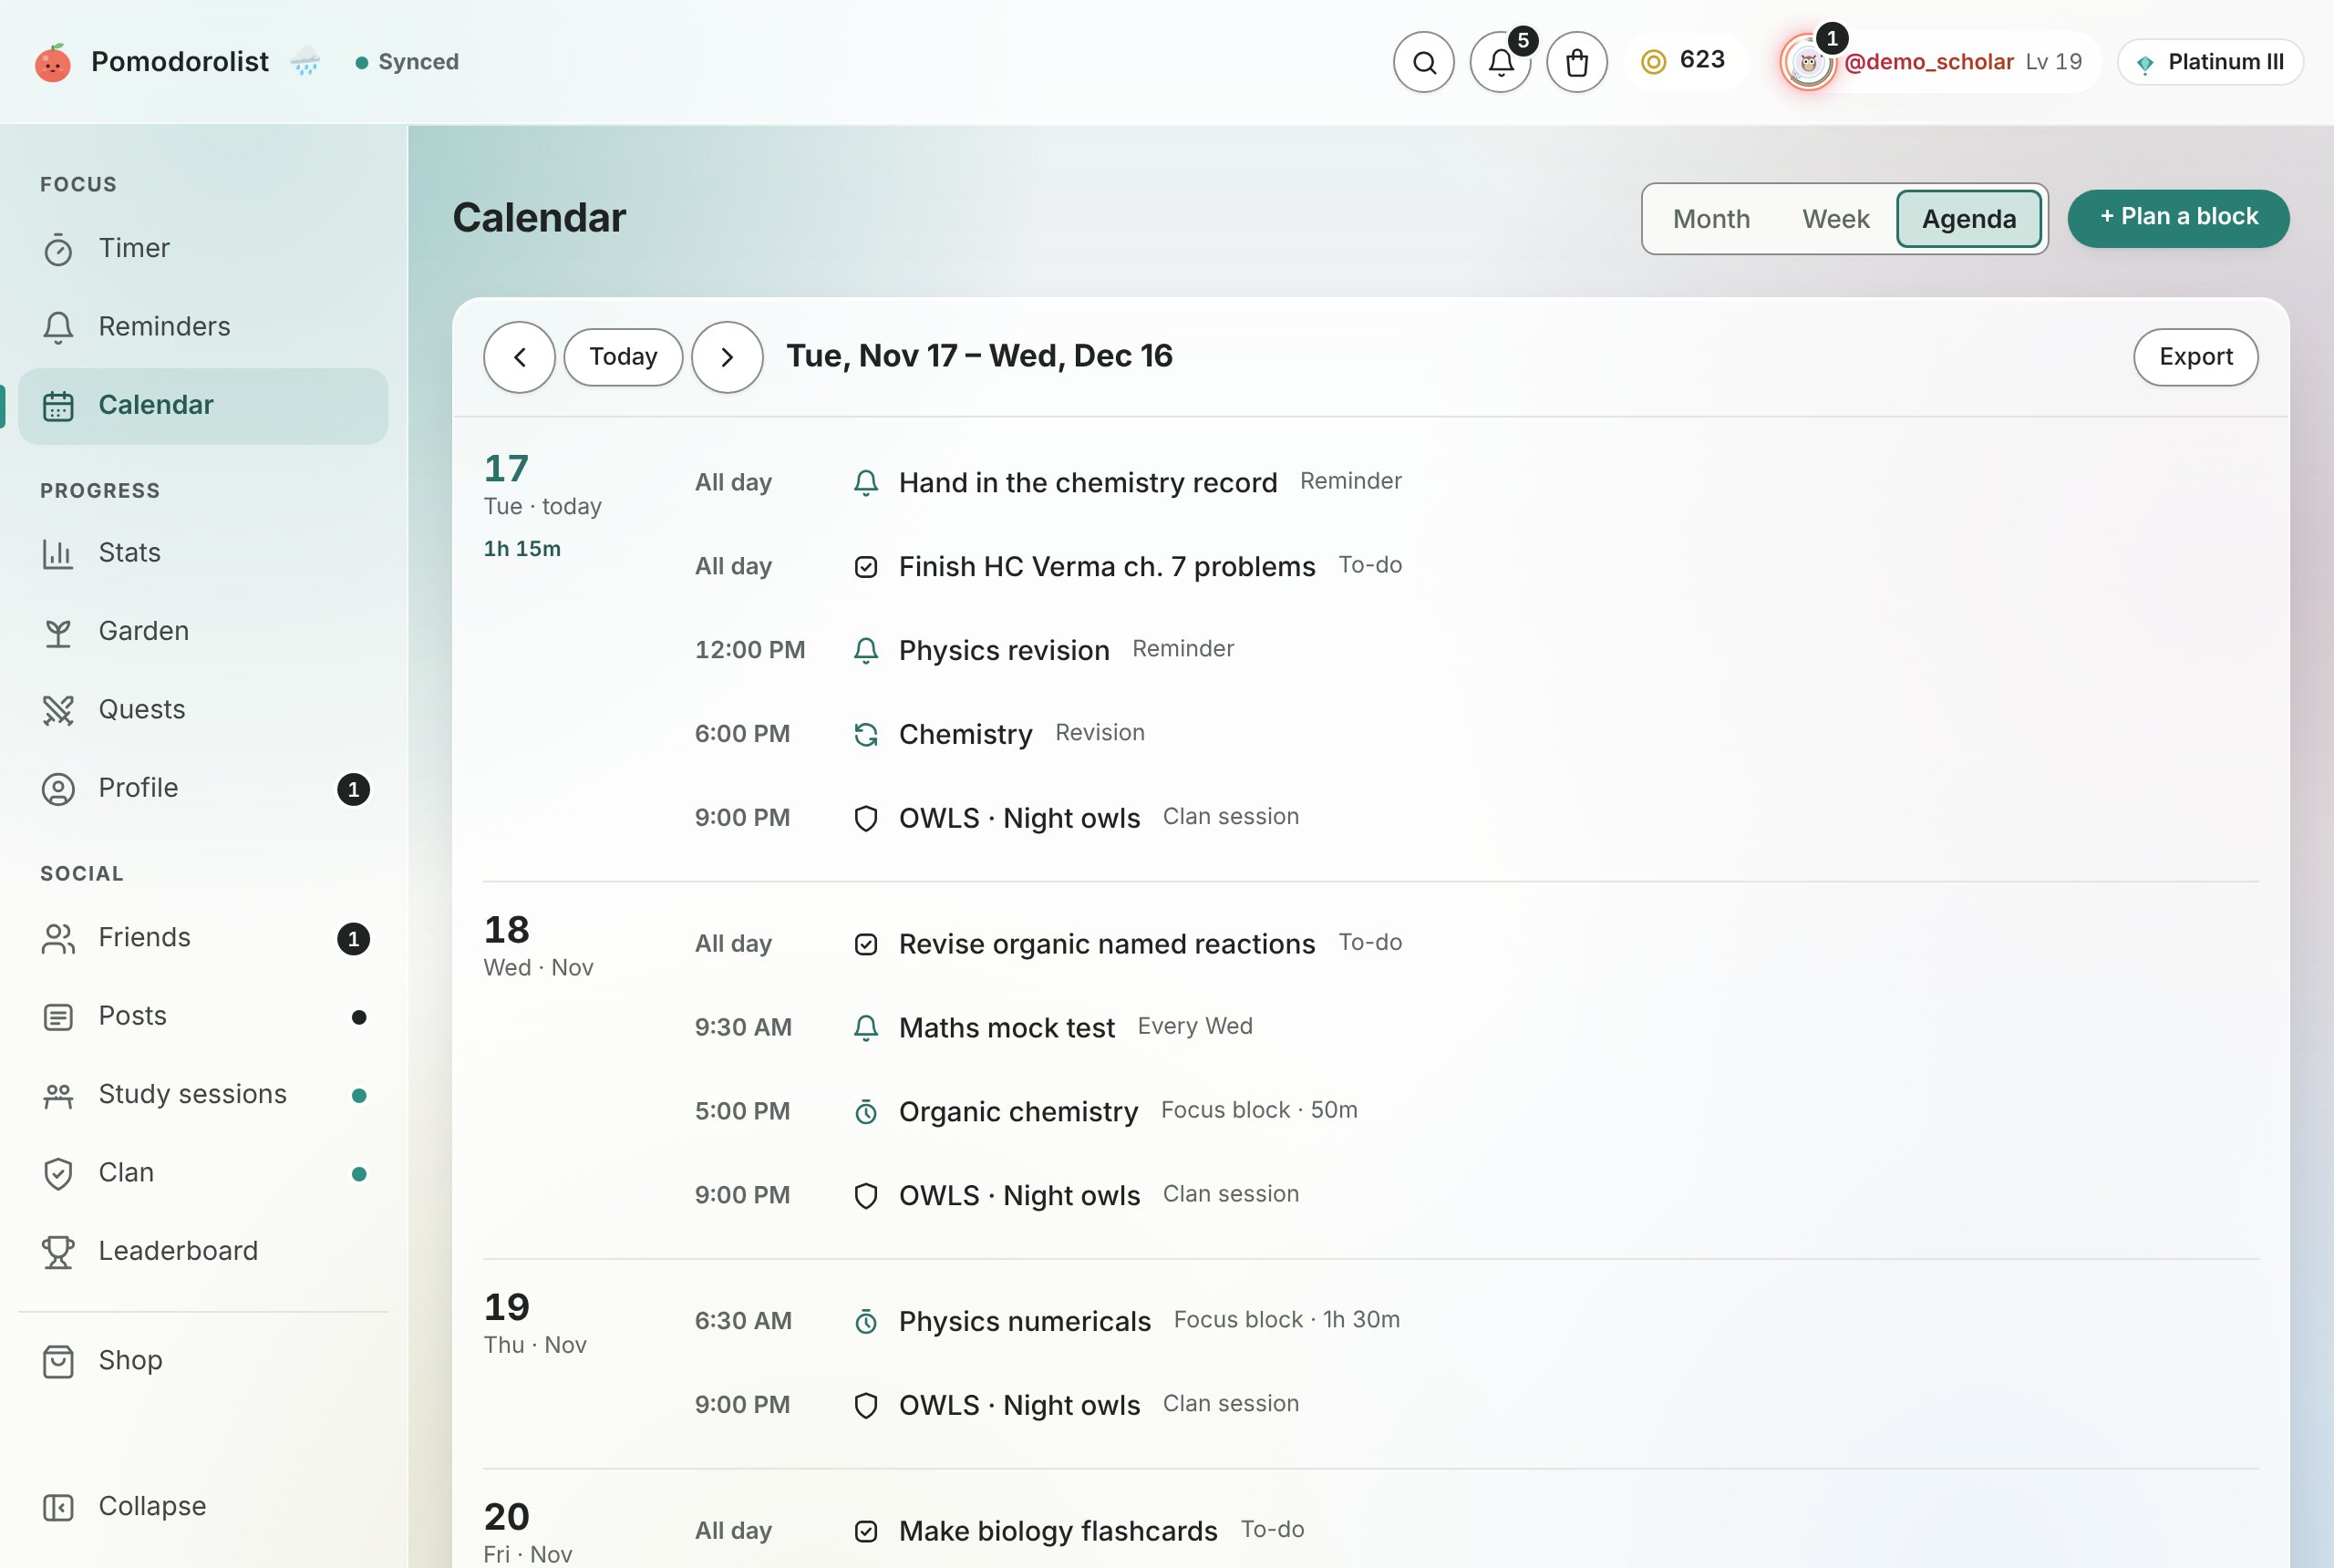 Pomodorolist
Synced
5
623
1
@demo_scholar Lv 19
Platinum III
FOCUS
Timer
Reminders
Calendar
PROGRESS
Stats
Garden
Quests
Profile 1
SOCIAL
Friends 1
Posts
Study sessions
Clan
Leaderboard
Shop
Collapse
Calendar
Month Week Agenda
+ Plan a block
Today
Tue, Nov 17 – Wed, Dec 16
Export
17
Tue · today
1h 15m
All day Hand in the chemistry record Reminder
All day Finish HC Verma ch. 7 problems To-do
12:00 PM Physics revision Reminder
6:00 PM Chemistry Revision
9:00 PM OWLS · Night owls Clan session
18
Wed · Nov
All day Revise organic named reactions To-do
9:30 AM Maths mock test Every Wed
5:00 PM Organic chemistry Focus block · 50m
9:00 PM OWLS · Night owls Clan session
19
Thu · Nov
6:30 AM Physics numericals Focus block · 1h 30m
9:00 PM OWLS · Night owls Clan session
20
Fri · Nov
All day Make biology flashcards To-do